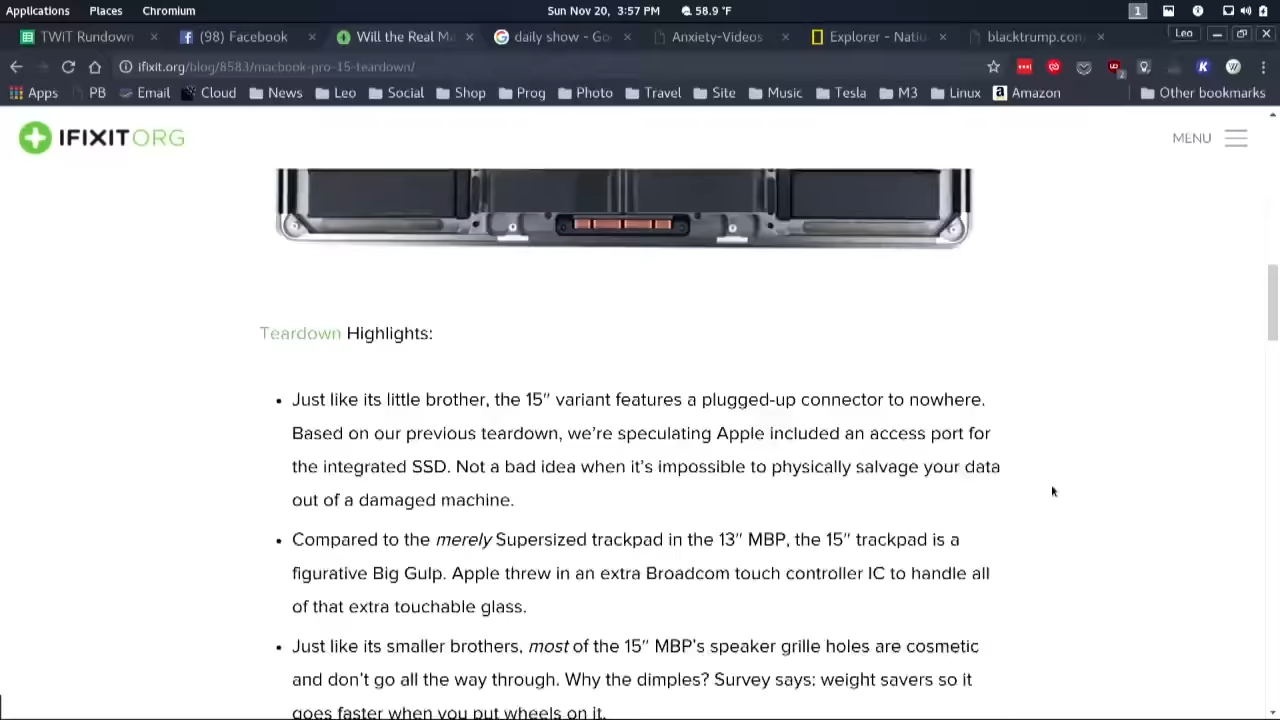 Applications Places Chromium Sun Nov 20, 3:57 PM 58.9 °F 1
TWiT Rundown × f (98) Facebook × Will the Real M × daily show - Go × Anxiety-Videos × Explorer - Natio × blacktrump.con × Leo
ifixit.org/blog/8583/macbook-pro-15-teardown/
Apps PB Email Cloud News Leo Social Shop Prog Photo Travel Site Music Tesla M3 Linux Amazon Other bookmarks
IFIXITORG MENU
Teardown Highlights:
• Just like its little brother, the 15″ variant features a plugged-up connector to nowhere.
Based on our previous teardown, we’re speculating Apple included an access port for
the integrated SSD. Not a bad idea when it’s impossible to physically salvage your data
out of a damaged machine.
• Compared to the merely Supersized trackpad in the 13″ MBP, the 15″ trackpad is a
figurative Big Gulp. Apple threw in an extra Broadcom touch controller IC to handle all
of that extra touchable glass.
• Just like its smaller brothers, most of the 15″ MBP’s speaker grille holes are cosmetic
and don’t go all the way through. Why the dimples? Survey says: weight savers so it
goes faster when you put wheels on it.